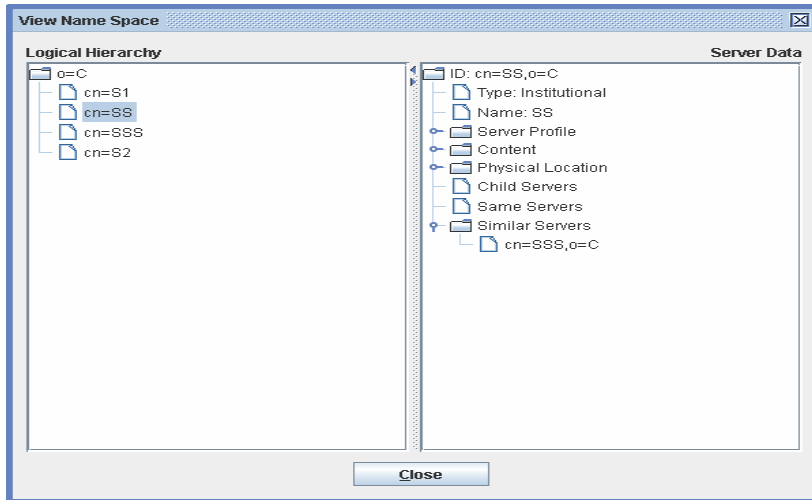 View Name Space
Logical Hierarchy
Server Data
o=C
cn=S1
cn=SS
cn=SSS
cn=S2
ID: cn=SS,o=C
Type: Institutional
Name: SS
Server Profile
Content
Physical Location
Child Servers
Same Servers
Similar Servers
cn=SSS,o=C
Close